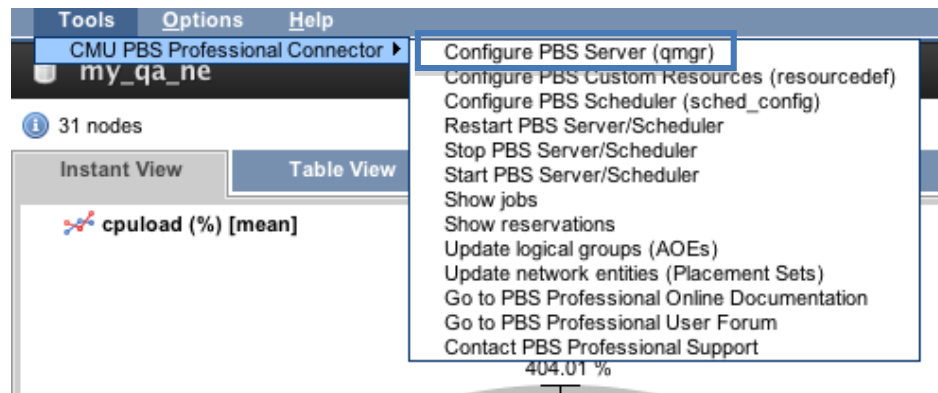 Tools Options Help
CMU PBS Professional Connector
my_qa_ne
31 nodes
Instant View Table View
cpuload (%) [mean]
Configure PBS Server (qmgr)
Configure PBS Custom Resources (resourcedef)
Configure PBS Scheduler (sched_config)
Restart PBS Server/Scheduler
Stop PBS Server/Scheduler
Start PBS Server/Scheduler
Show jobs
Show reservations
Update logical groups (AOEs)
Update network entities (Placement Sets)
Go to PBS Professional Online Documentation
Go to PBS Professional User Forum
Contact PBS Professional Support
404.01 %